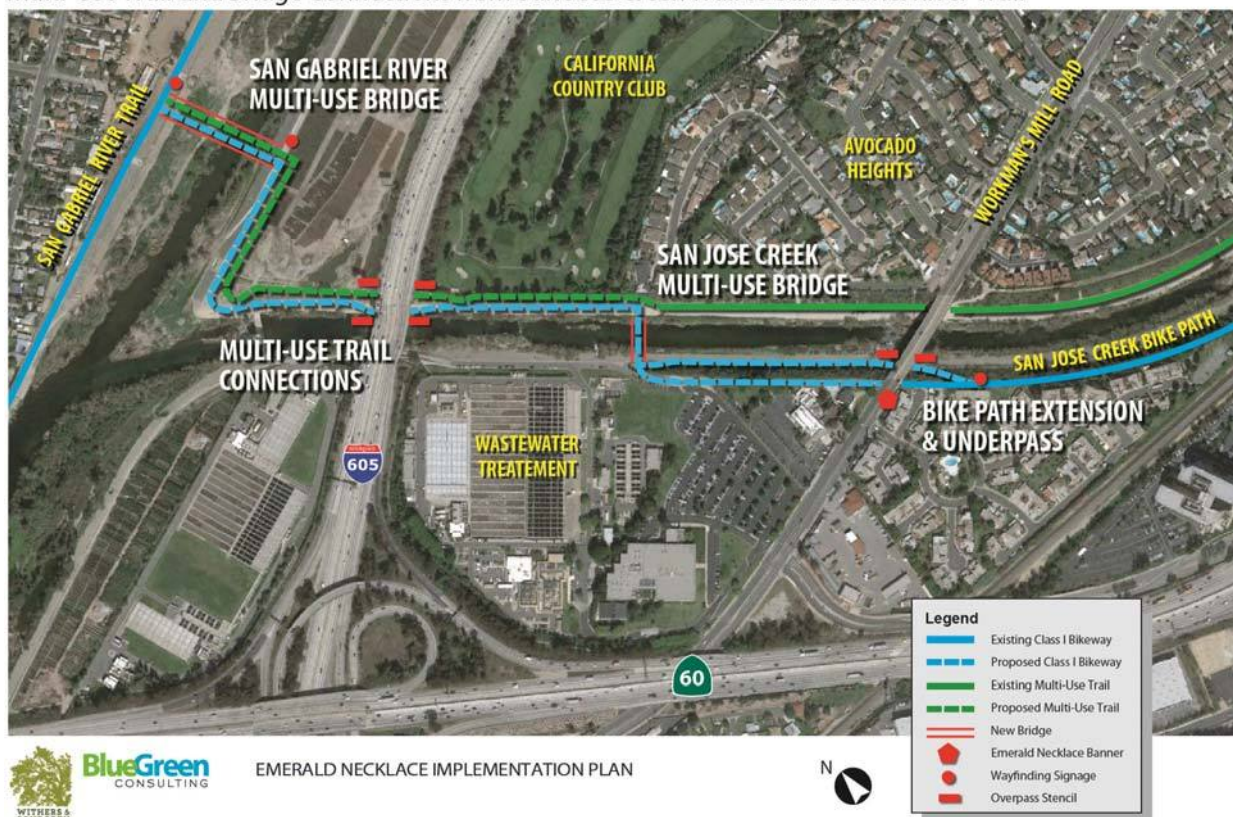 SAN GABRIEL RIVER
MULTI-USE BRIDGE
CALIFORNIA
COUNTRY CLUB
SAN GABRIEL RIVER TRAIL
AVOCADO
HEIGHTS
WORKMAN'S MILL ROAD
SAN JOSE CREEK
MULTI-USE BRIDGE
MULTI-USE TRAIL
CONNECTIONS
SAN JOSE CREEK BIKE PATH
BIKE PATH EXTENSION
& UNDERPASS
605
WASTEWATER
TREATEMENT
60
Legend
Existing Class I Bikeway
Proposed Class I Bikeway
Existing Multi-Use Trail
Proposed Multi-Use Trail
New Bridge
Emerald Necklace Banner
Wayfinding Signage
Overpass Stencil
WITHERS &
BlueGreen
CONSULTING
EMERALD NECKLACE IMPLEMENTATION PLAN
N